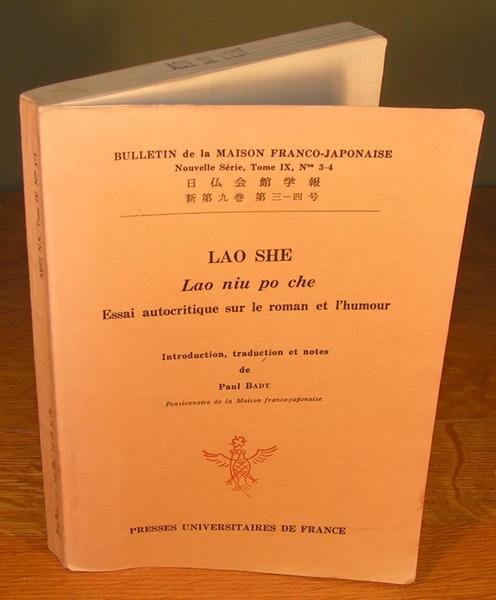 BULLETIN de la MAISON FRANCO-JAPONAISE
Nouvelle Série, Tome IX, Nos 3-4
日仏会館学報
新第九巻 第三—四号
LAO SHE
Lao niu po che
Essai autocritique sur le roman et l'humour
Introduction, traduction et notes
de
Paul BADY
Pensionnaire de la Maison franco-japonaise
PRESSES UNIVERSITAIRES DE FRANCE